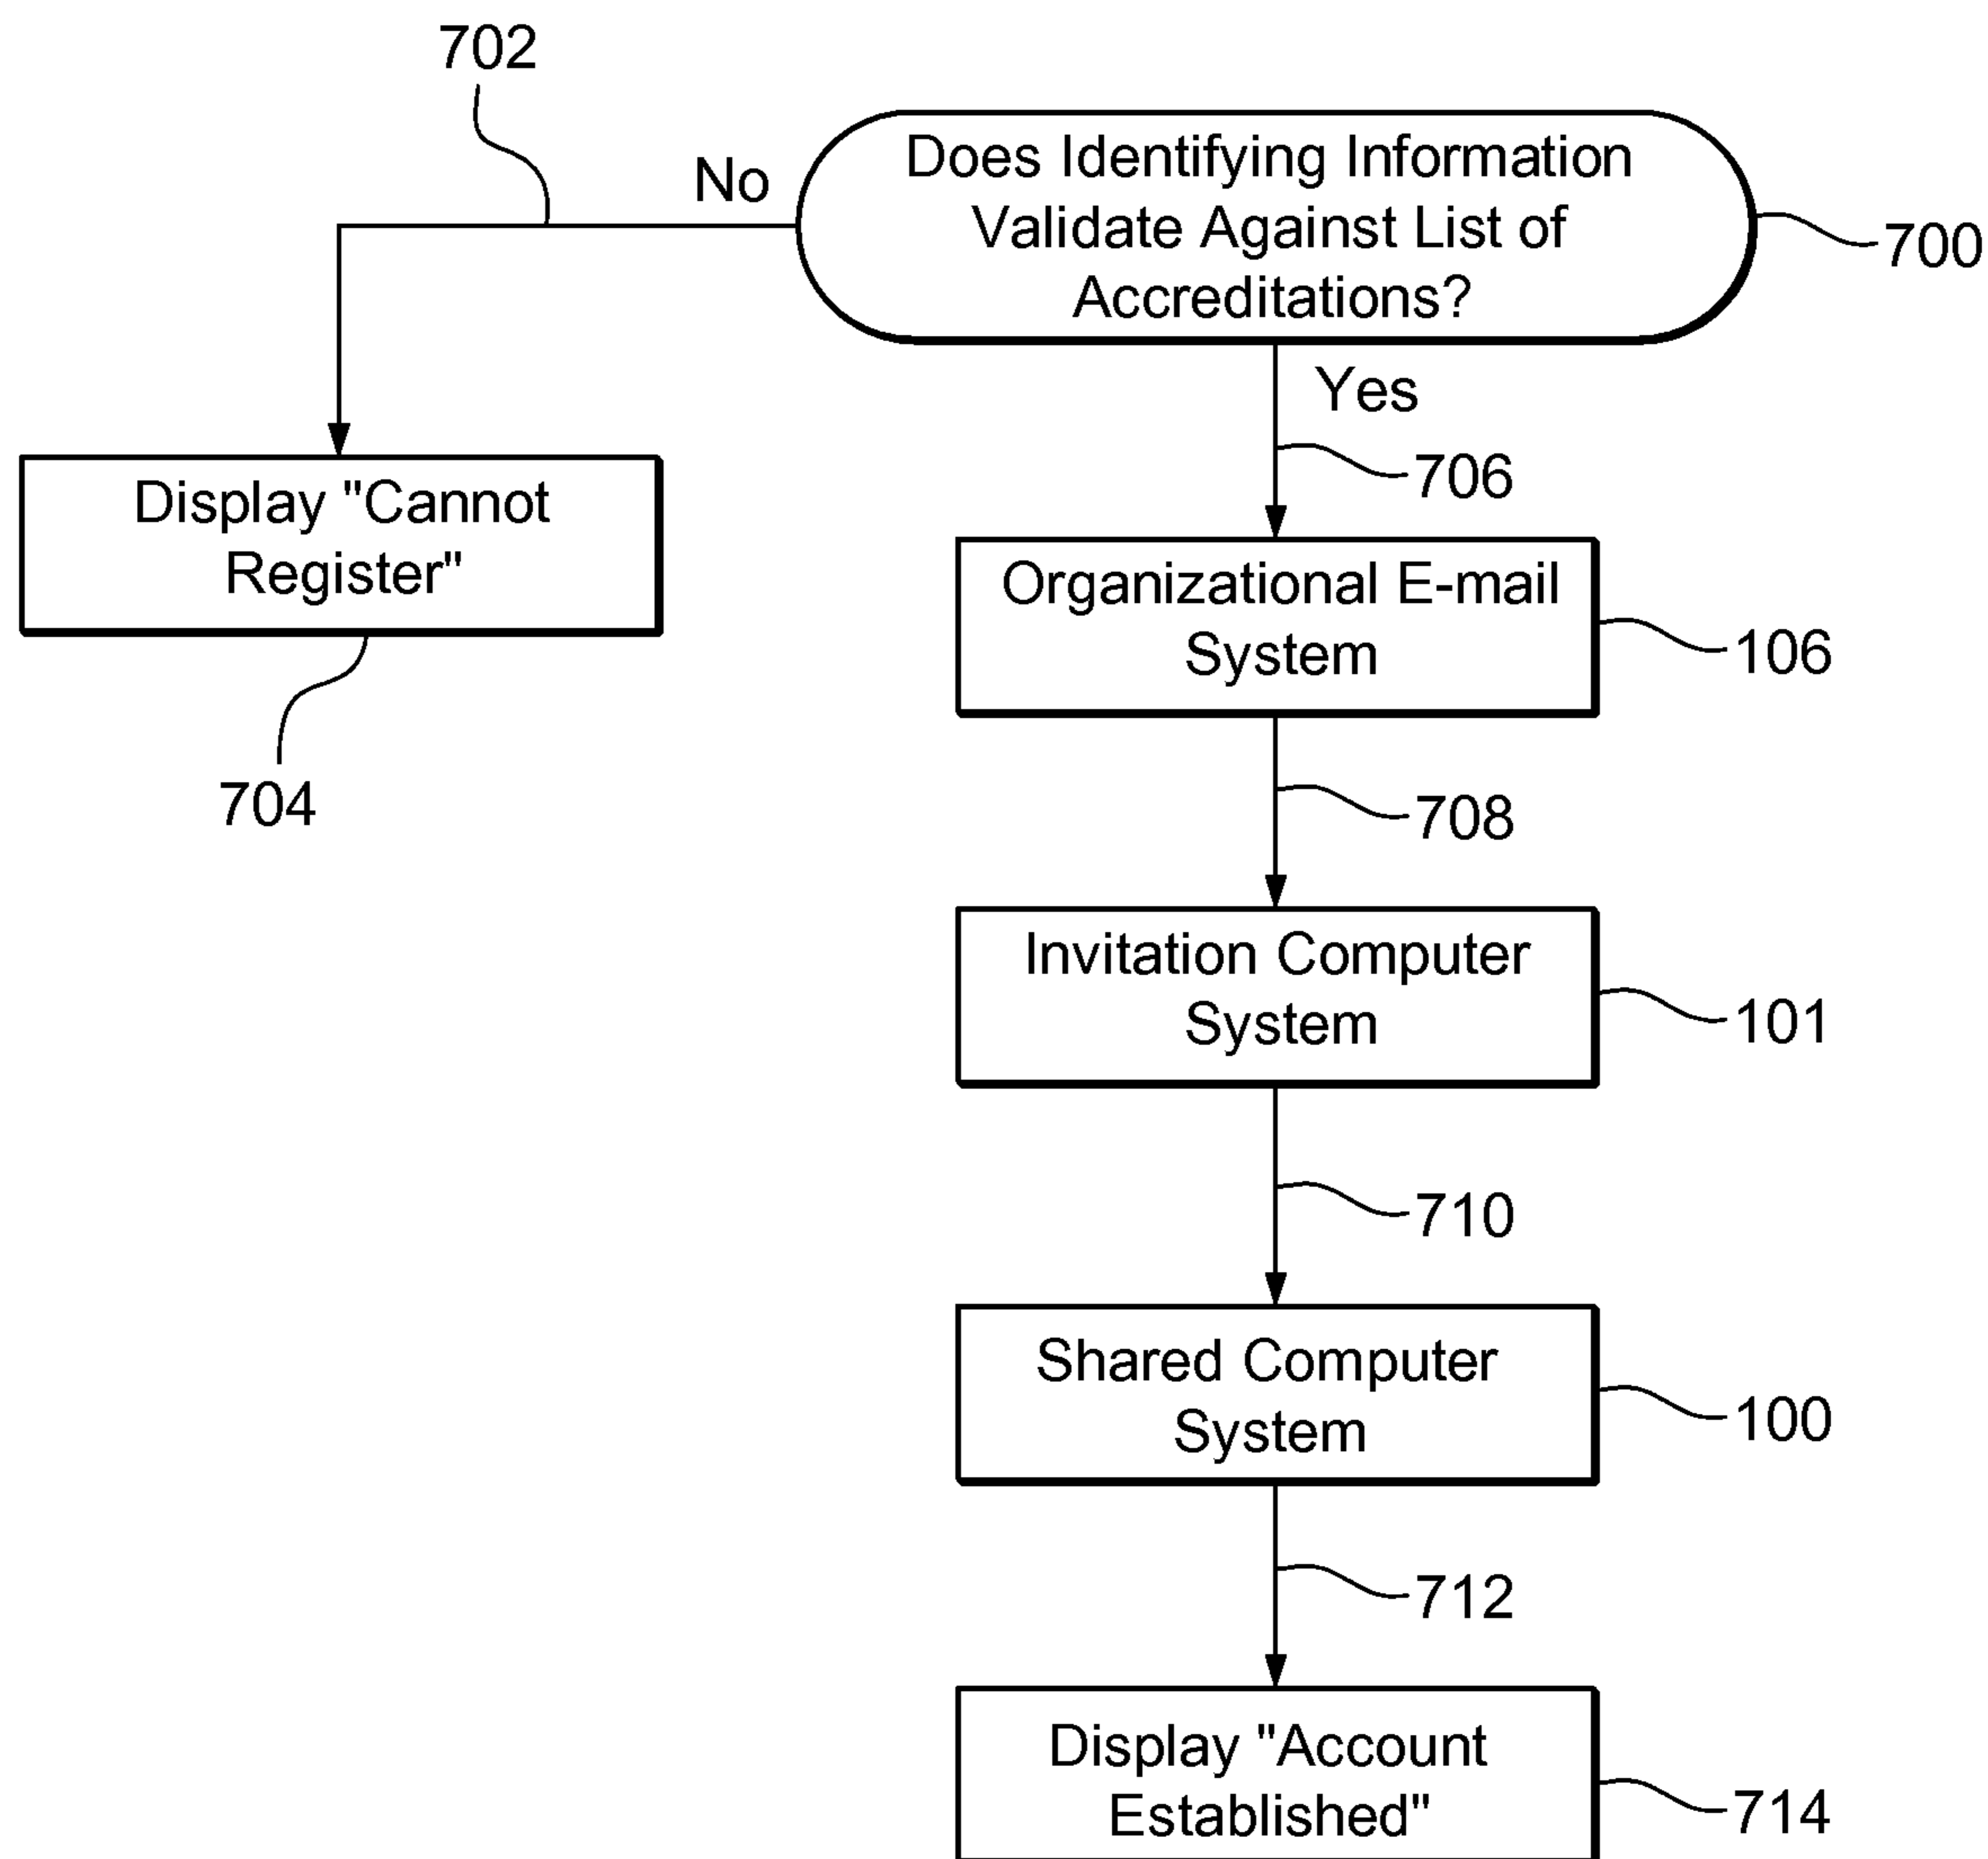 702
Does Identifying Information
Validate Against List of
Accreditations?
No
700
Yes
706
Display "Cannot
Register"
704
Organizational E-mail
System
106
708
Invitation Computer
System
101
710
Shared Computer
System
100
712
Display "Account
Established"
714